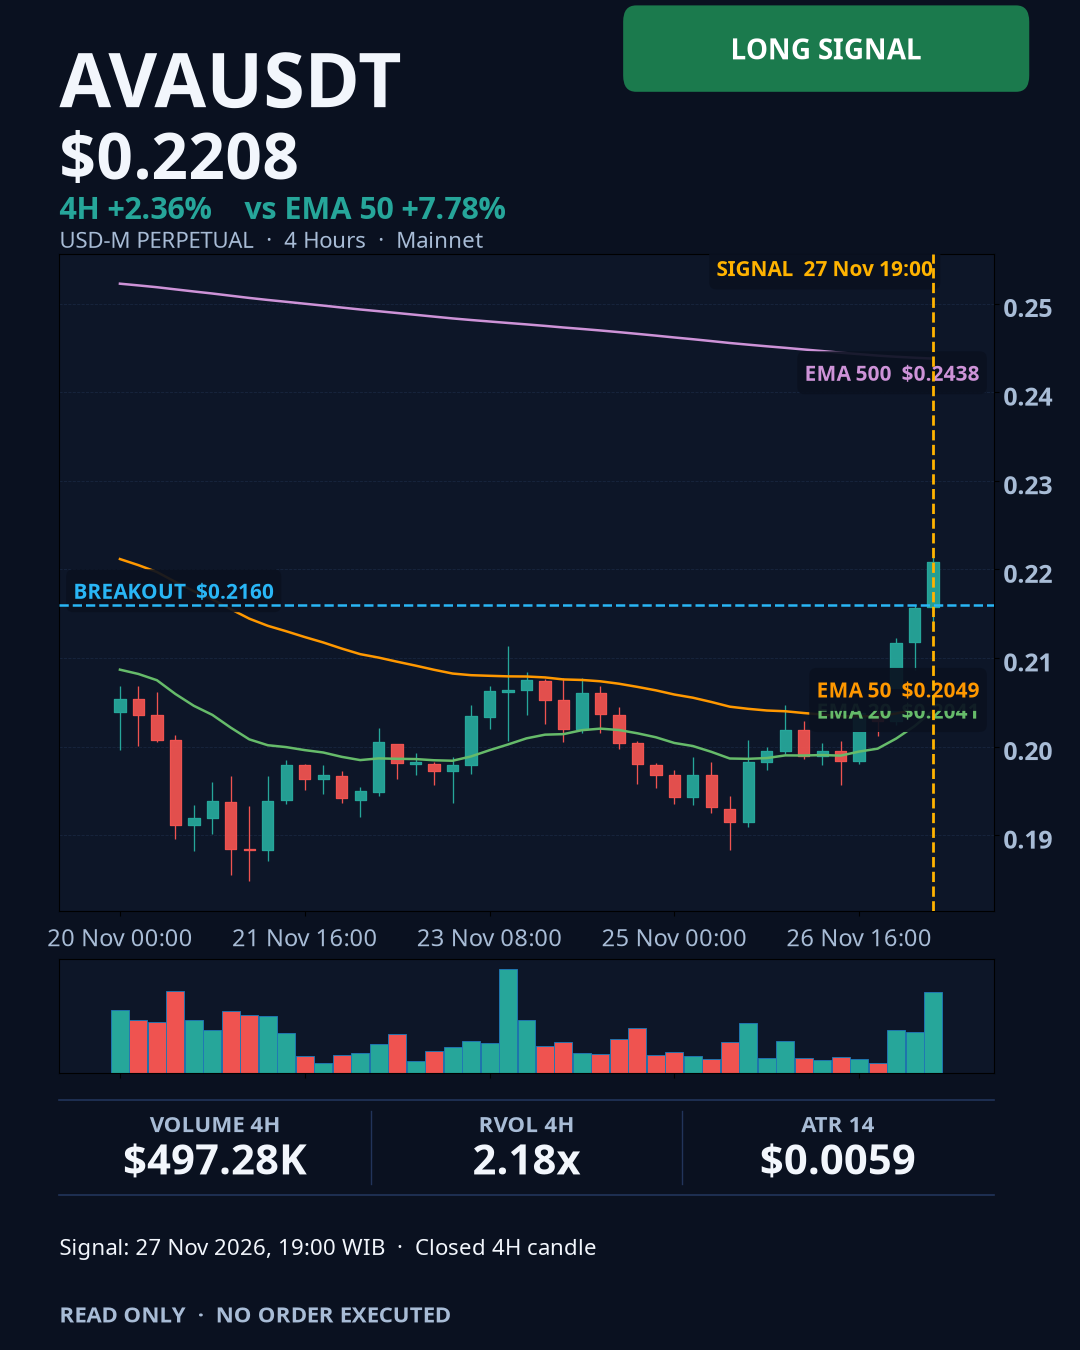 LONG SIGNAL
AVAUSDT
$0.2208
4H +2.36% vs EMA 50 +7.78%
USD-M PERPETUAL · 4 Hours · Mainnet
SIGNAL 27 Nov 19:00
0.25
EMA 500 $0.2438
0.24
0.23
0.22
BREAKOUT $0.2160
0.21
EMA 50 $0.2049
EMA 20 $0.2041
0.20
0.19
20 Nov 00:00 21 Nov 16:00 23 Nov 08:00 25 Nov 00:00 26 Nov 16:00
VOLUME 4H RVOL 4H ATR 14
$497.28K 2.18x $0.0059
Signal: 27 Nov 2026, 19:00 WIB · Closed 4H candle
READ ONLY · NO ORDER EXECUTED